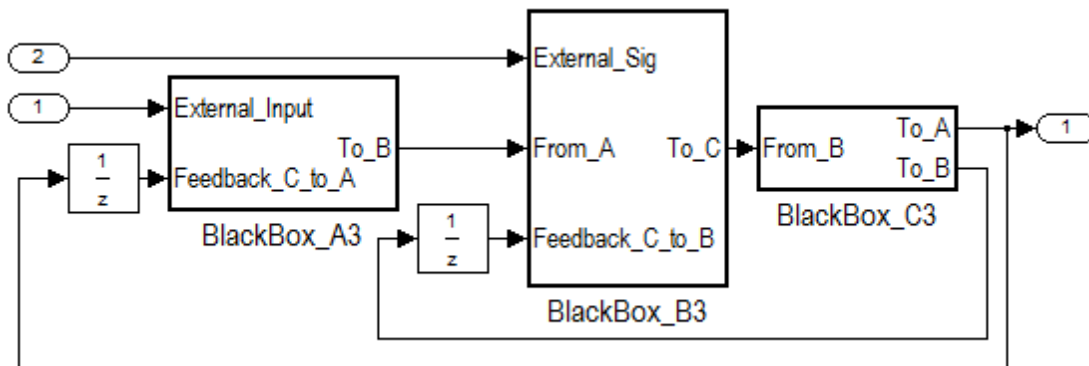 2
External_Sig
1
External_Input
To_B
1
z
Feedback_C_to_A
BlackBox_A3
From_A
To_C
1
z
Feedback_C_to_B
BlackBox_B3
From_B
To_A
To_B
BlackBox_C3
1